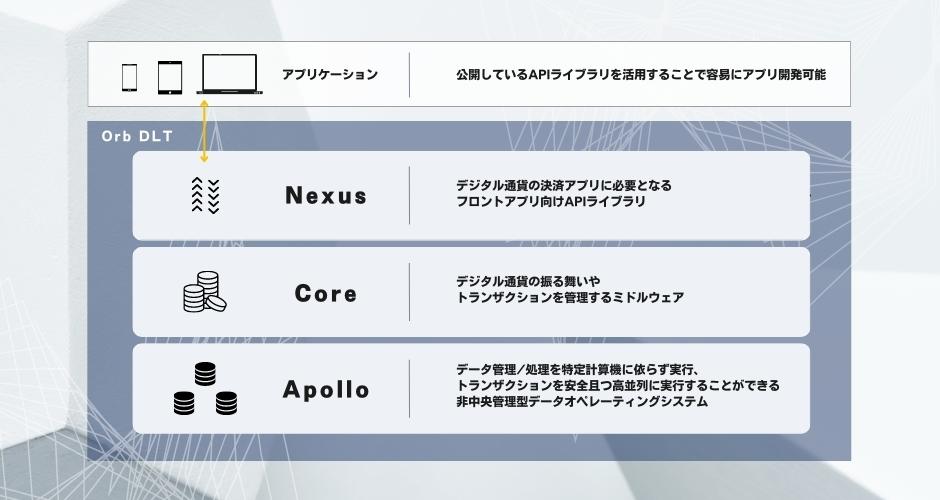 アプリケーション
公開しているAPIライブラリを活用することで容易にアプリ開発可能
Orb DLT
Nexus
デジタル通貨の決済アプリに必要となる
フロントアプリ向けAPIライブラリ
Core
デジタル通貨の振る舞いや
トランザクションを管理するミドルウェア
Apollo
データ管理／処理を特定計算機に依らず実行、
トランザクションを安全且つ高並列に実行することができる
非中央管理型データオペレーティングシステム